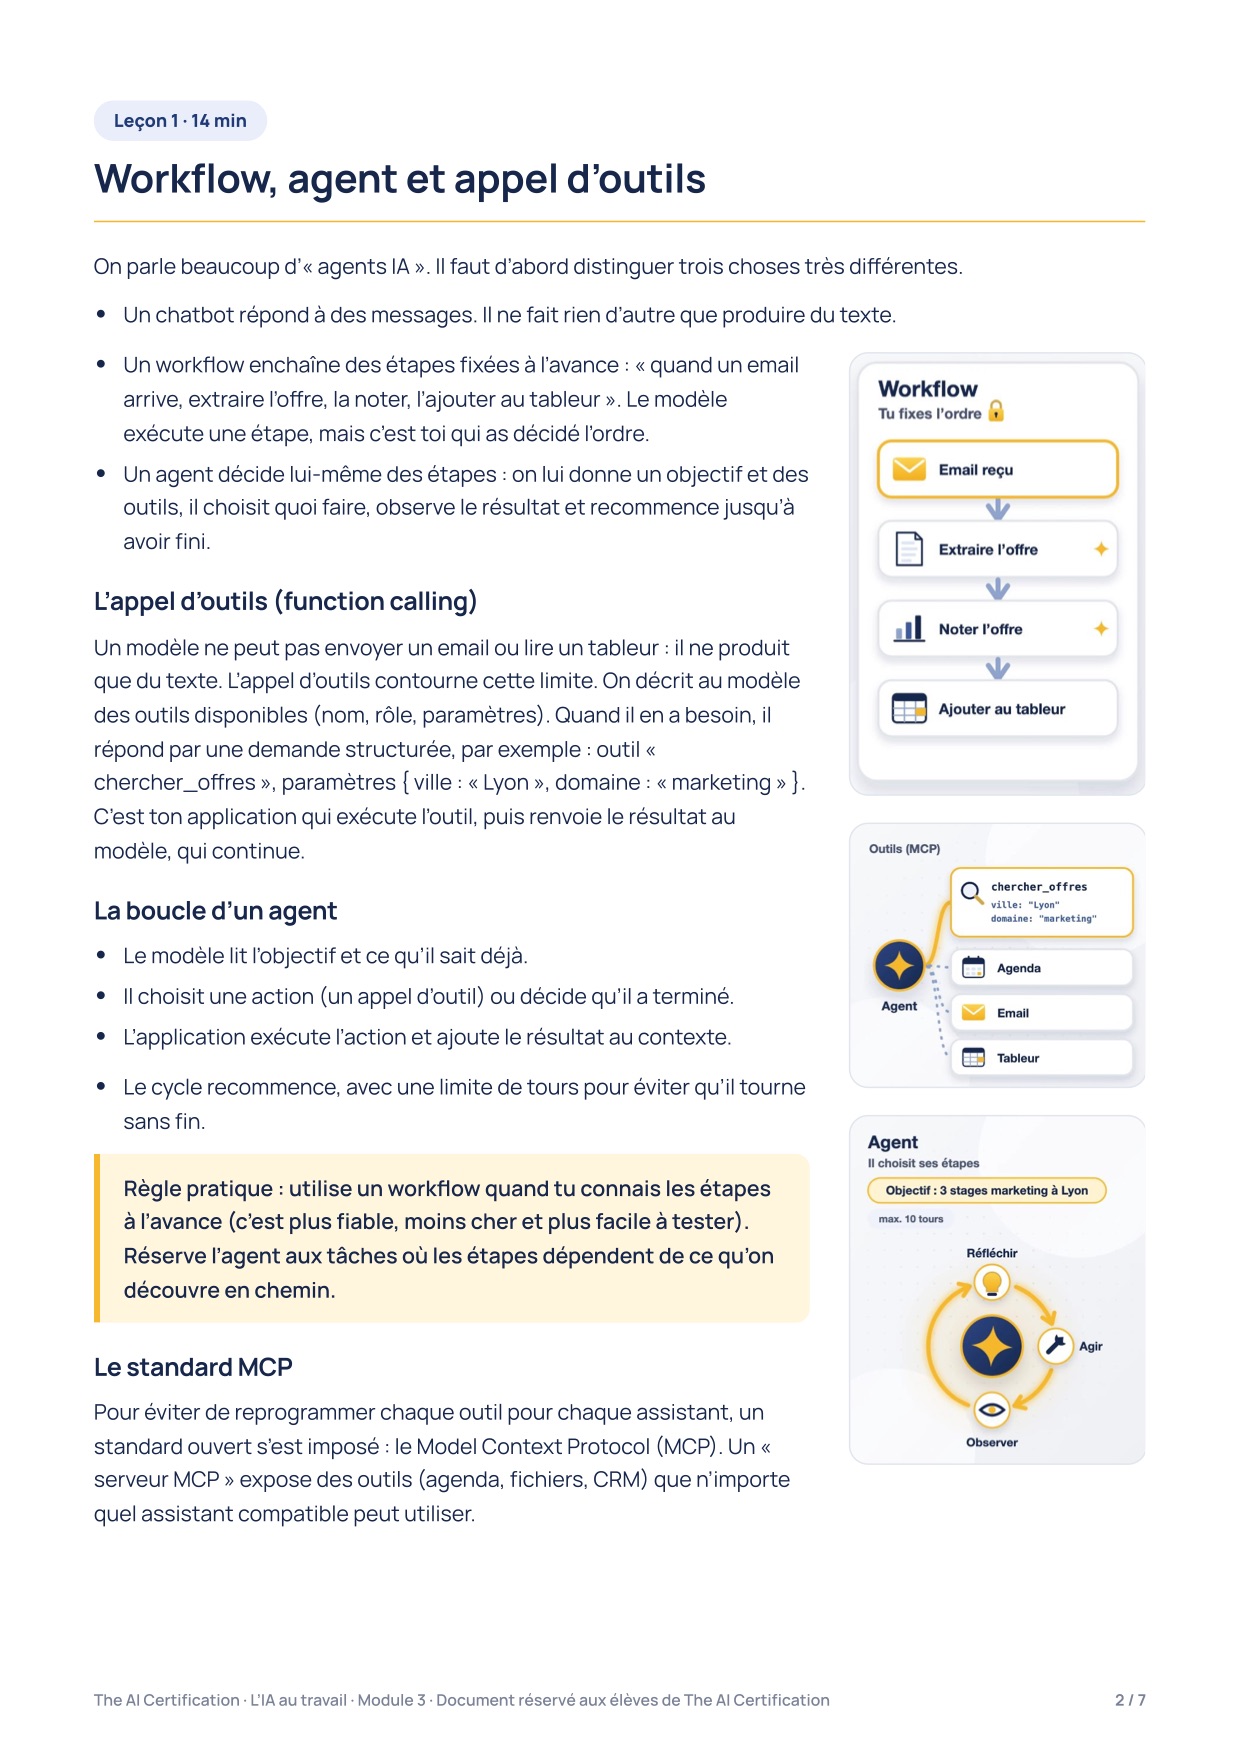 Leçon 1 · 14 min
Workflow, agent et appel d’outils
On parle beaucoup d’« agents IA ». Il faut d’abord distinguer trois choses très différentes.
• Un chatbot répond à des messages. Il ne fait rien d’autre que produire du texte.
• Un workflow enchaîne des étapes fixées à l’avance : « quand un email
arrive, extraire l’offre, la noter, l’ajouter au tableur ». Le modèle
exécute une étape, mais c’est toi qui as décidé l’ordre.
• Un agent décide lui-même des étapes : on lui donne un objectif et des
outils, il choisit quoi faire, observe le résultat et recommence jusqu’à
avoir fini.
L’appel d’outils (function calling)
Un modèle ne peut pas envoyer un email ou lire un tableur : il ne produit
que du texte. L’appel d’outils contourne cette limite. On décrit au modèle
des outils disponibles (nom, rôle, paramètres). Quand il en a besoin, il
répond par une demande structurée, par exemple : outil «
chercher_offres », paramètres { ville : « Lyon », domaine : « marketing » }.
C’est ton application qui exécute l’outil, puis renvoie le résultat au
modèle, qui continue.
La boucle d’un agent
• Le modèle lit l’objectif et ce qu’il sait déjà.
• Il choisit une action (un appel d’outil) ou décide qu’il a terminé.
• L’application exécute l’action et ajoute le résultat au contexte.
• Le cycle recommence, avec une limite de tours pour éviter qu’il tourne
sans fin.
Règle pratique : utilise un workflow quand tu connais les étapes
à l’avance (c’est plus fiable, moins cher et plus facile à tester).
Réserve l’agent aux tâches où les étapes dépendent de ce qu’on
découvre en chemin.
Le standard MCP
Pour éviter de reprogrammer chaque outil pour chaque assistant, un
standard ouvert s’est imposé : le Model Context Protocol (MCP). Un «
serveur MCP » expose des outils (agenda, fichiers, CRM) que n’importe
quel assistant compatible peut utiliser.
Workflow
Tu fixes l’ordre
Email reçu
Extraire l’offre
Noter l’offre
Ajouter au tableur
Outils (MCP)
chercher_offres
ville: "Lyon"
domaine: "marketing"
Agent
Agenda
Email
Tableur
Agent
Il choisit ses étapes
Objectif : 3 stages marketing à Lyon
max. 10 tours
Réfléchir
Agir
Observer
The AI Certification · L’IA au travail · Module 3 · Document réservé aux élèves de The AI Certification
2 / 7